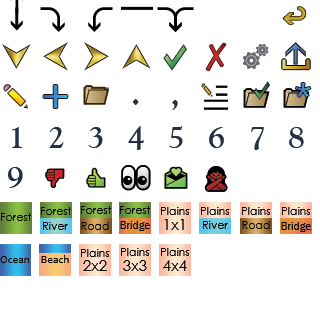 . ,
1 2 3 4 5 6 7 8
9
Forest Forest River Forest Road Forest Bridge Plains 1x1 Plains River Plains Road Plains Bridge
Ocean Beach Plains 2x2 Plains 3x3 Plains 4x4